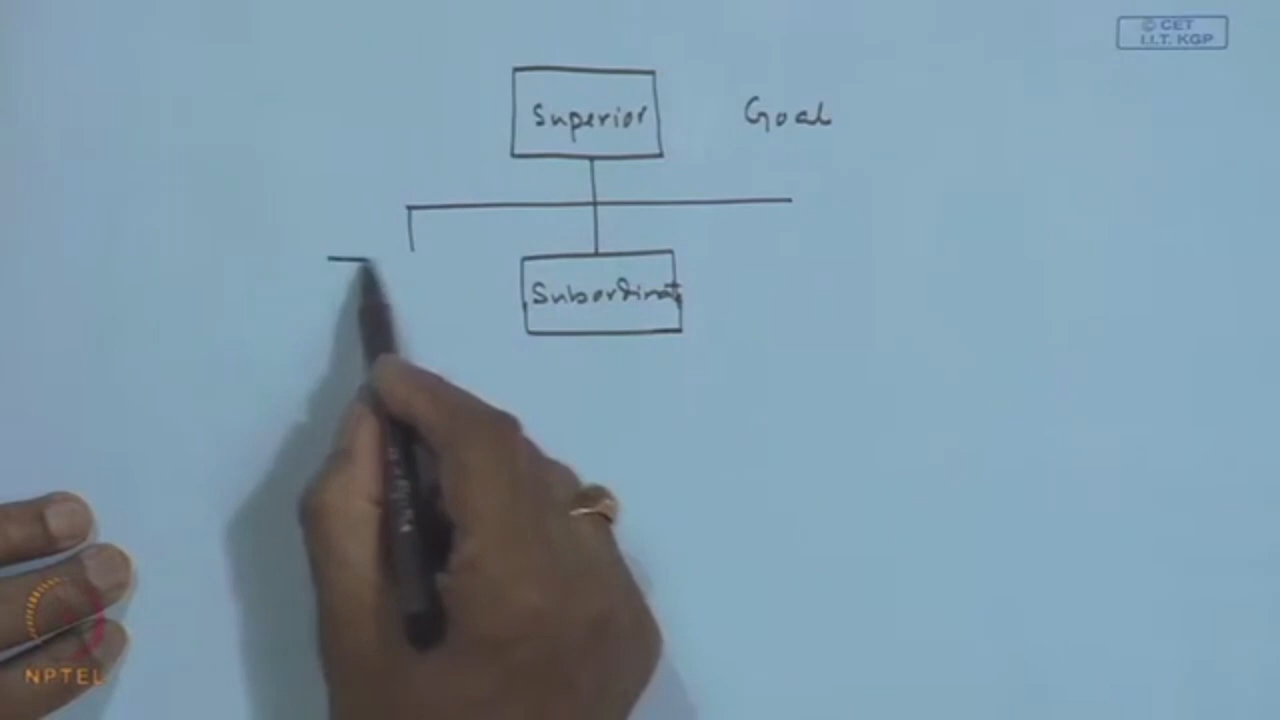 © CET
I.I.T. KGP
Superior
Goal
Subordinate
NPTEL